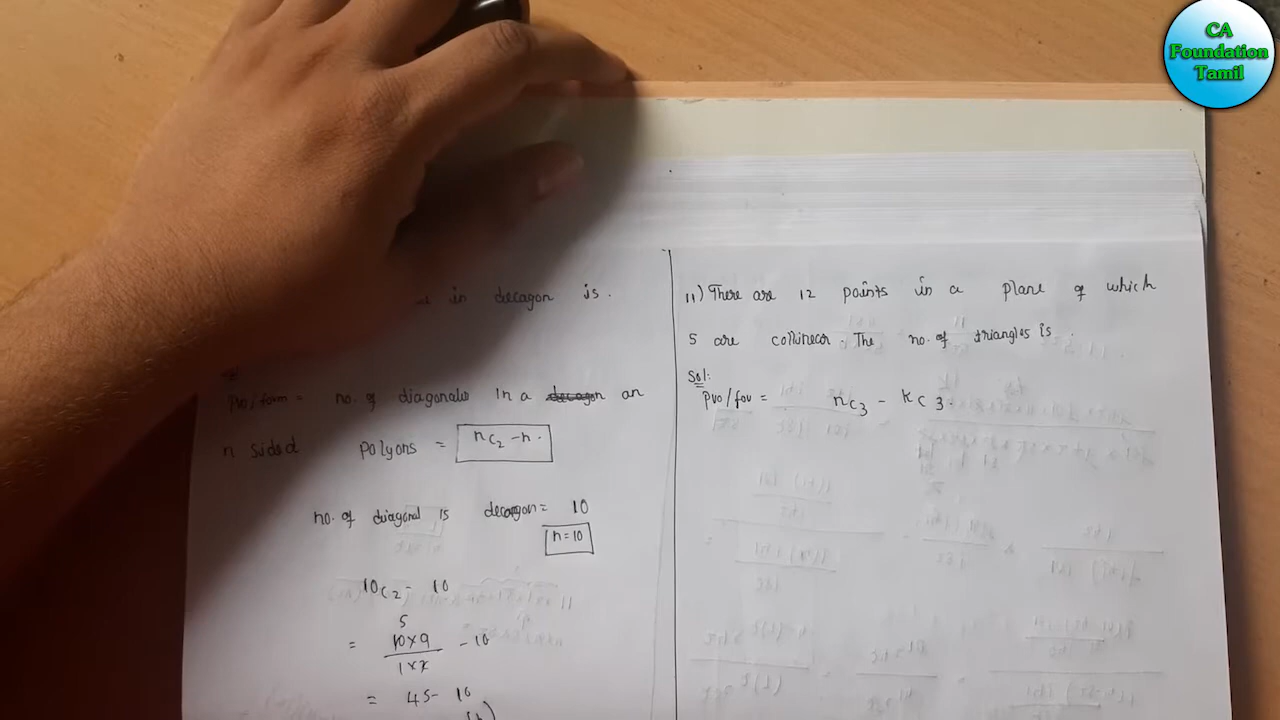 CA
Foundation
Tamil
in decagon is.
Pro/form = no. of diagonals in a decagon an
n sided polyons = nC2 - n.
no. of diagonal is decagon = 10
n = 10
10C2 - 10
5
= 10 x 9 / 1 x 2 - 10
= 45 - 10
11) There are 12 points in a plane of which
5 are collinear. The no. of triangles is.
Sol:
Pro/for = nC3 - kC3.